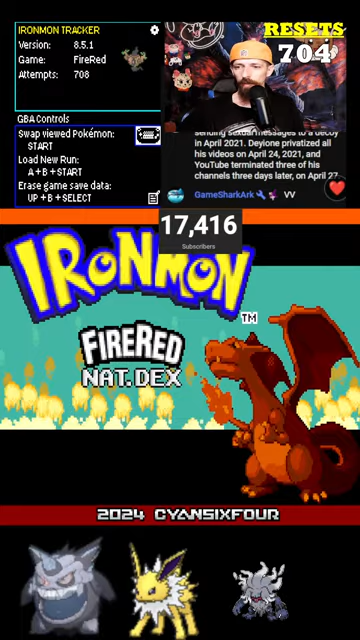 IRONMON TRACKER
Version: 8.5.1
Game: FireRed
Attempts: 708
GBA Controls
Swap viewed Pokémon:
START
Load New Run:
A + B + START
Erase game save data:
UP + B + SELECT
RESETS
704
sending sexual messages to a decoy
in April 2021. Deyione privatized all
his videos on April 24, 2021, and
YouTube terminated three of his
channels three days later, on April 27
GameSharkArk VV
17,416
Subscribers
IRONMON
TM
FIRERED
NAT. DEX
2024 CYANSIXFOUR